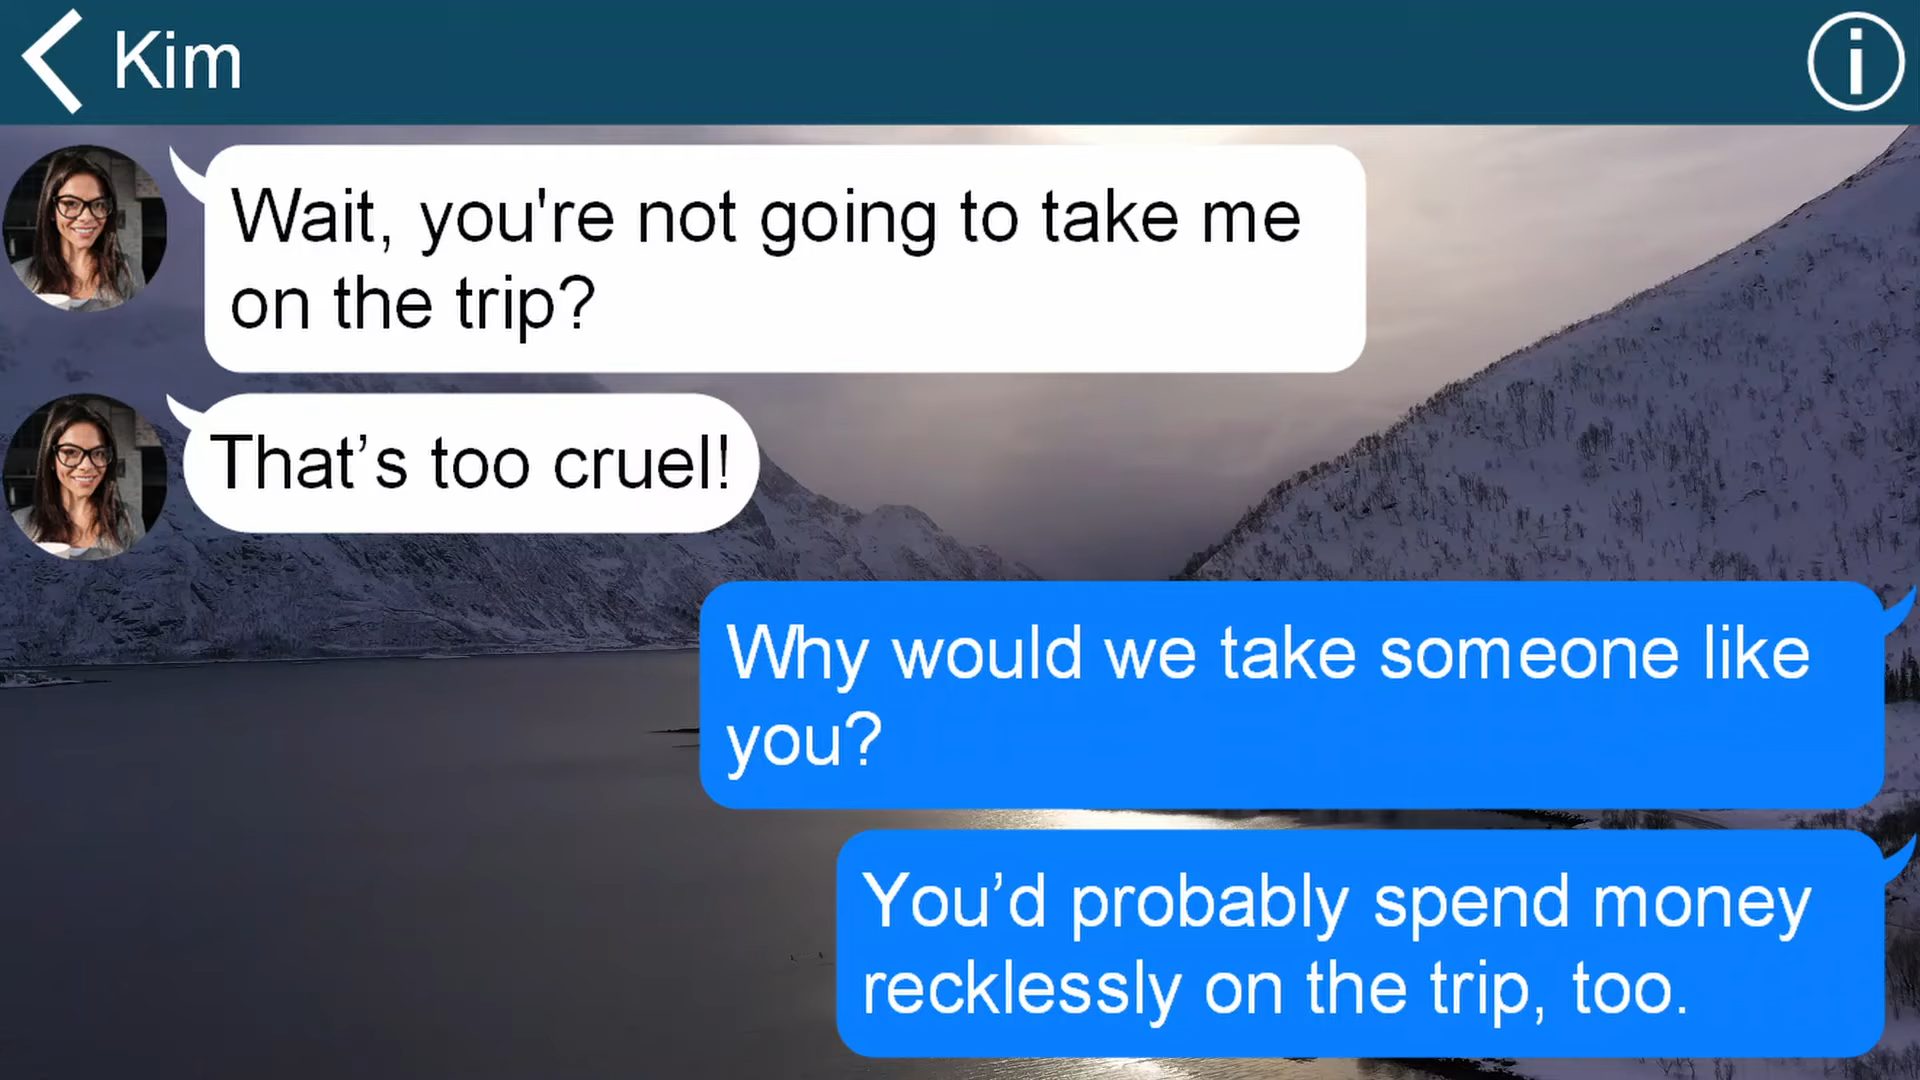 Kim
Wait, you're not going to take me
on the trip?
That’s too cruel!
Why would we take someone like
you?
You’d probably spend money
recklessly on the trip, too.